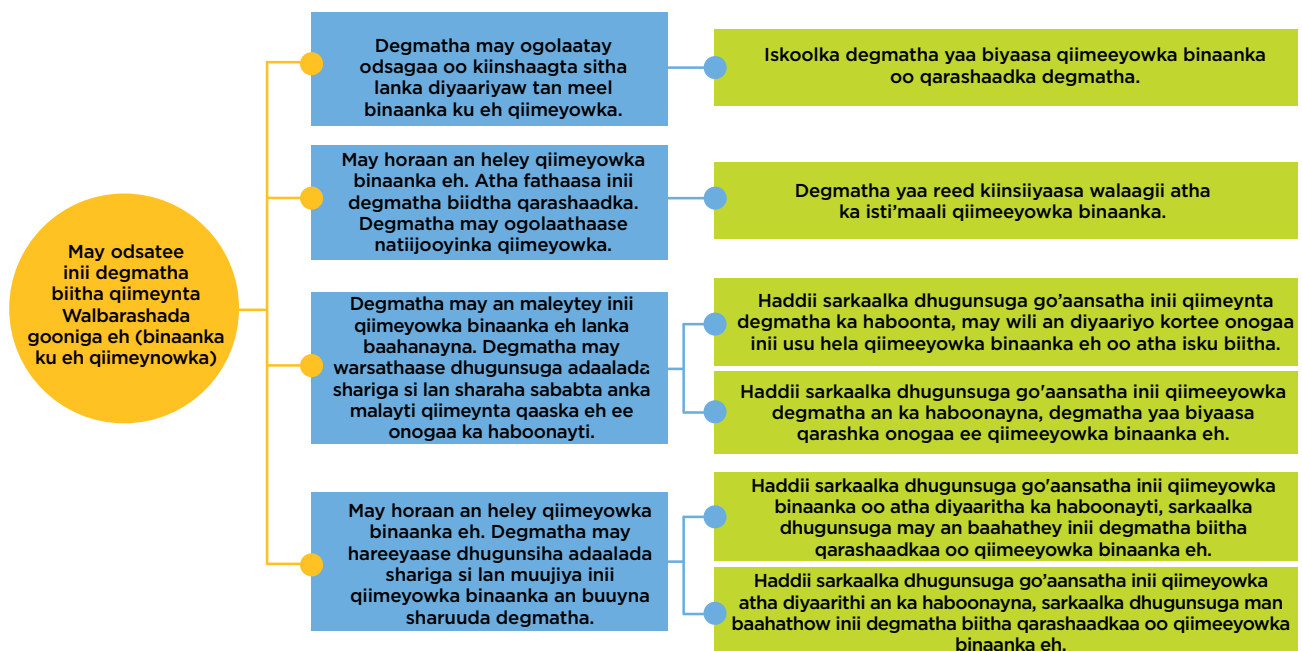 May odsatee
inii degmatha
biitha qiimeynta
Walbarashada
gooniga eh (binaanka
ku eh qiimeynowka)
Degmatha may ogolaatay
odsagaa oo kiinshaagta sitha
lanka diyaariyaw tan meel
binaanka ku eh qiimeyowka.
Iskoolka degmatha yaa biyaasa qiimeeyowka binaanka
oo qarashaadka degmatha.
May horaan an heley qiimeyowka
binaanka eh. Atha fathaasa inii
degmatha biidtha qarashaadka.
Degmatha may ogolaathaase
natiijooyinka qiimeyowka.
Degmatha yaa reed kiinsiiyaasa walaagii atha
ka isti’maali qiimeeyowka binaanka.
Degmatha may an maleytey inii
qiimeyowka binaanka eh lanka
baahanayna. Degmatha may
warsathaase dhugunsuga adaalada
shariga si lan sharaha sababta anka
malayti qiimeynta qaaska eh ee
onogaa ka haboonayti.
Haddii sarkaalka dhugunsuga go’aansatha inii qiimeynta
degmatha ka haboonta, may wili an diyaariyo kortee onogaa
inii usu hela qiimeeyowka binaanka eh oo atha isku biitha.
Haddii sarkaalka dhugunsuga go'aansatha inii qiimeeyowka
degmatha an ka haboonayna, degmatha yaa biyaasa
qarashka onogaa ee qiimeeyowka binaanka eh.
May horaan an heley qiimeyowka
binaanka eh. Degmatha may
hareeyaase dhugunsiha adaalada
shariga si lan muujiya inii
qiimeyowka binaanka an buuyna
sharuuda degmatha.
Haddii sarkaalka dhugunsuga go'aansatha inii qiimeyowka
binaanka oo atha diyaaritha ka haboonayti, sarkaalka
dhugunsuga may an baahathey inii degmatha biitha
qarashaadkaa oo qiimeeyowka binaanka eh.
Haddii sarkaalka dhugunsuga go’aansatha inii qiimeyowka
atha diyaarithi an ka haboonayna, sarkaalka dhugunsuga man
baahathow inii degmatha biitha qarashaadkaa oo qiimeeyowka
binaanka eh.